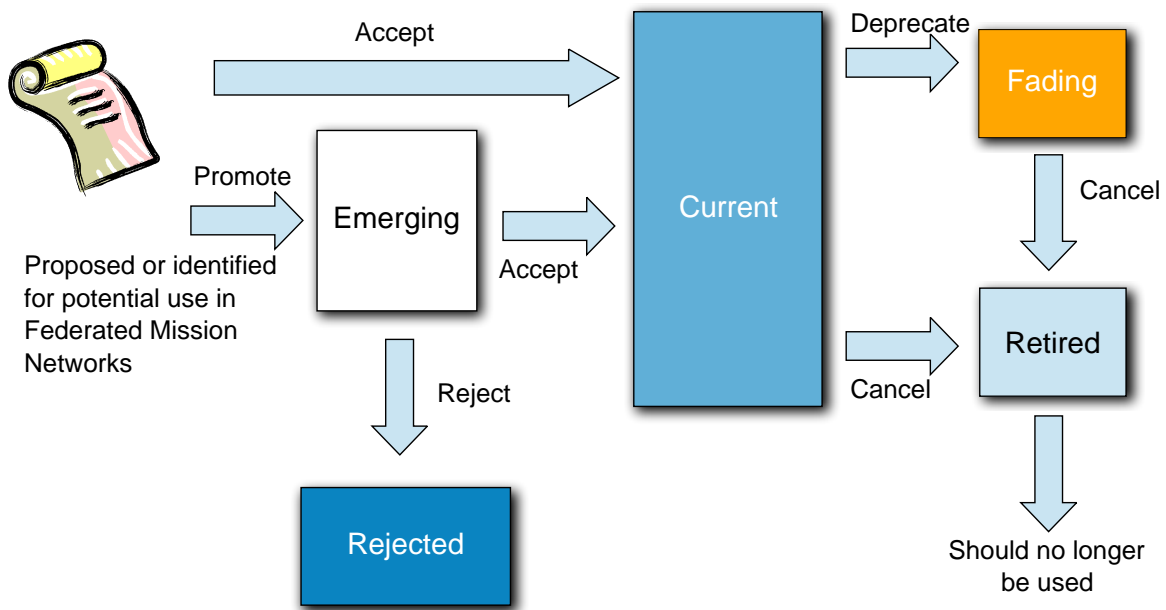 Accept
Deprecate
Fading
Promote
Emerging
Current
Cancel
Accept
Proposed or identified
for potential use in
Federated Mission
Networks
Retired
Cancel
Reject
Rejected
Should no longer
be used